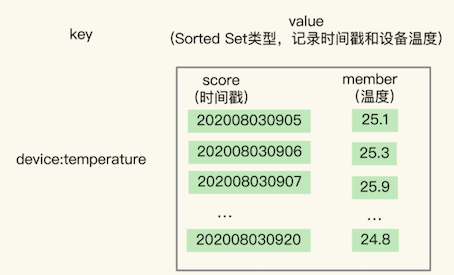 key
value
（Sorted Set类型，记录时间戳和设备温度）
score
（时间戳）
member
（温度）
device:temperature
202008030905 25.1
202008030906 25.3
202008030907 25.9
... ...
202008030920 24.8